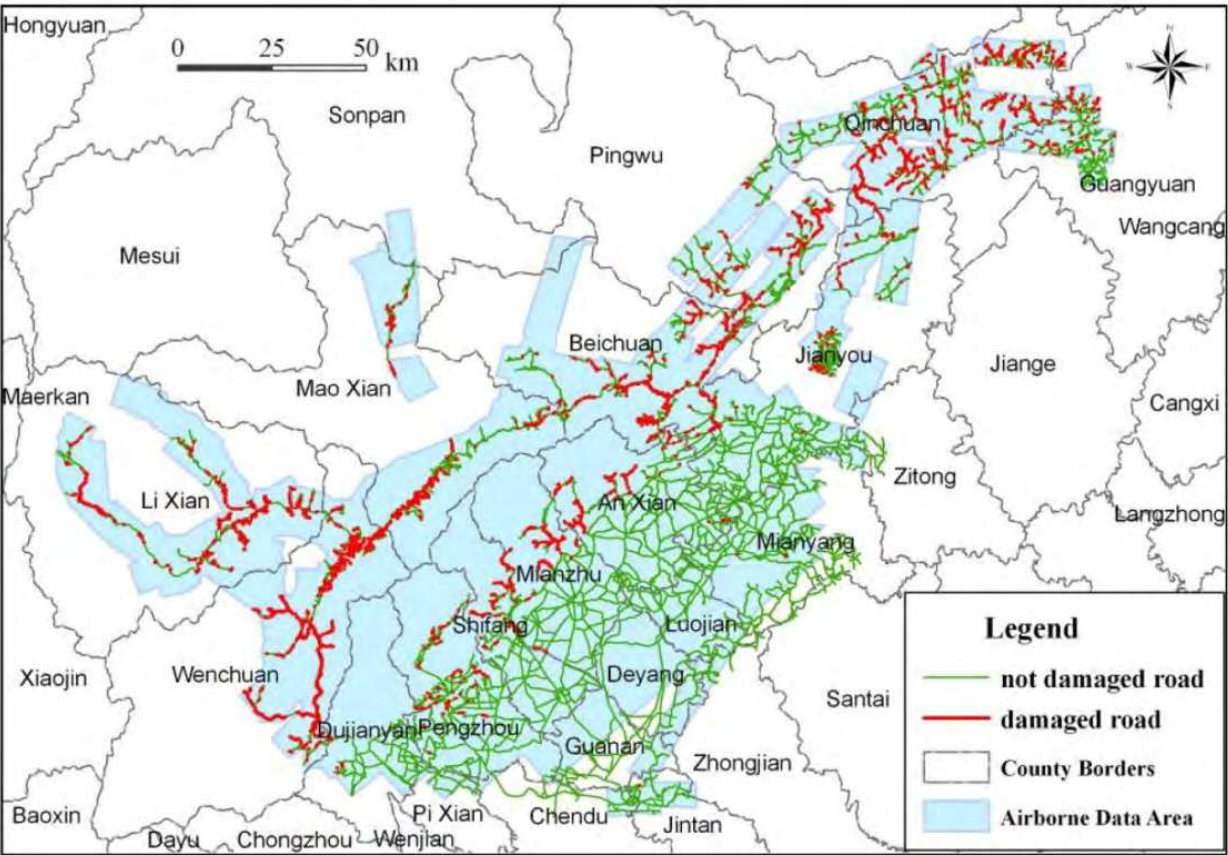 Hongyuan
0 25 50 km
N
W E
S
Sonpan
Qinchuan
Pingwu
Guangyuan
Wangcang
Mesui
Beichuan
Jianyou
Jiange
Maerkan
Mao Xian
Cangxi
Zitong
Li Xian
An Xian
Langzhong
Mianyang
Mianzhu
Shifang
Luojian
Legend
Xiaojin
Wenchuan
Deyang
not damaged road
Santai
damaged road
Dujianyan
Pengzhou
Guanan
Zhongjian
County Borders
Baoxin
Pi Xian
Chendu
Jintan
Airborne Data Area
Dayu
Chongzhou
Wenjian